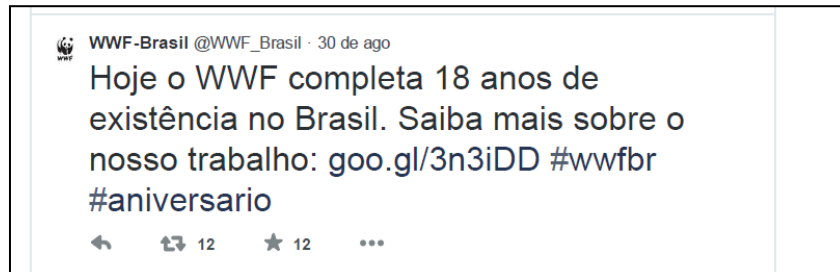 WWF-Brasil @WWF_Brasil · 30 de ago
WWF
Hoje o WWF completa 18 anos de
existência no Brasil. Saiba mais sobre o
nosso trabalho: goo.gl/3n3iDD #wwfbr
#aniversario
12 12